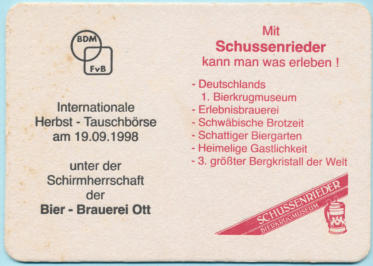 BDM
FvB
Internationale
Herbst - Tauschbörse
am 19.09.1998
unter der
Schirmherrschaft
der
Bier - Brauerei Ott
Mit
Schussenrieder
kann man was erleben !
- Deutschlands
1. Bierkrugmuseum
- Erlebnisbrauerei
- Schwäbische Brotzeit
- Schattiger Biergarten
- Heimelige Gastlichkeit
- 3. größter Bergkristall der Welt
SCHUSSENRIEDER
BIERKRUGMUSEUM